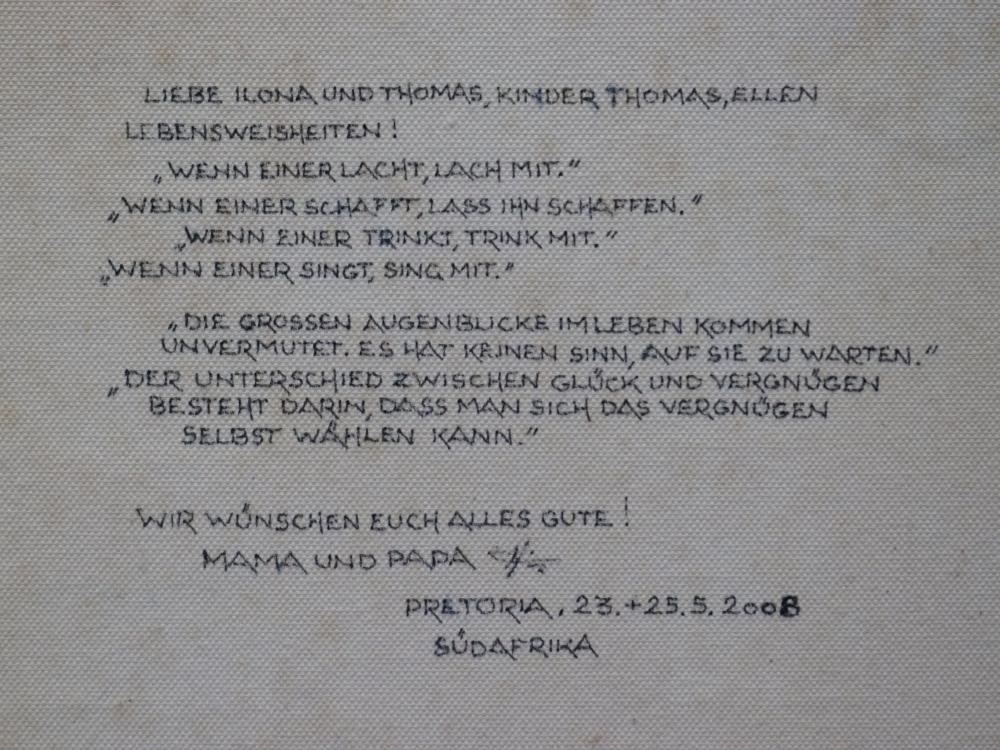 LIEBE ILONA UND THOMAS, KINDER THOMAS, ELLEN
LEBENSWEISHEITEN!
„WENN EINER LACHT, LACH MIT.“
„WENN EINER SCHAFFT, LASS IHN SCHAFFEN.“
„WENN EINER TRINKT, TRINK MIT.“
„WENN EINER SINGT, SING MIT.“
„DIE GROSSEN AUGENBLICKE IM LEBEN KOMMEN
UNVERMUTET. ES HAT KEINEN SINN, AUF SIE ZU WARTEN.“
„DER UNTERSCHIED ZWISCHEN GLÜCK UND VERGNÜGEN
BESTEHT DARIN, DASS MAN SICH DAS VERGNÜGEN
SELBST WÄHLEN KANN.“
WIR WÜNSCHEN EUCH ALLES GUTE!
MAMA UND PAPA
PRETORIA, 23.+25.5.2008
SÜDAFRIKA